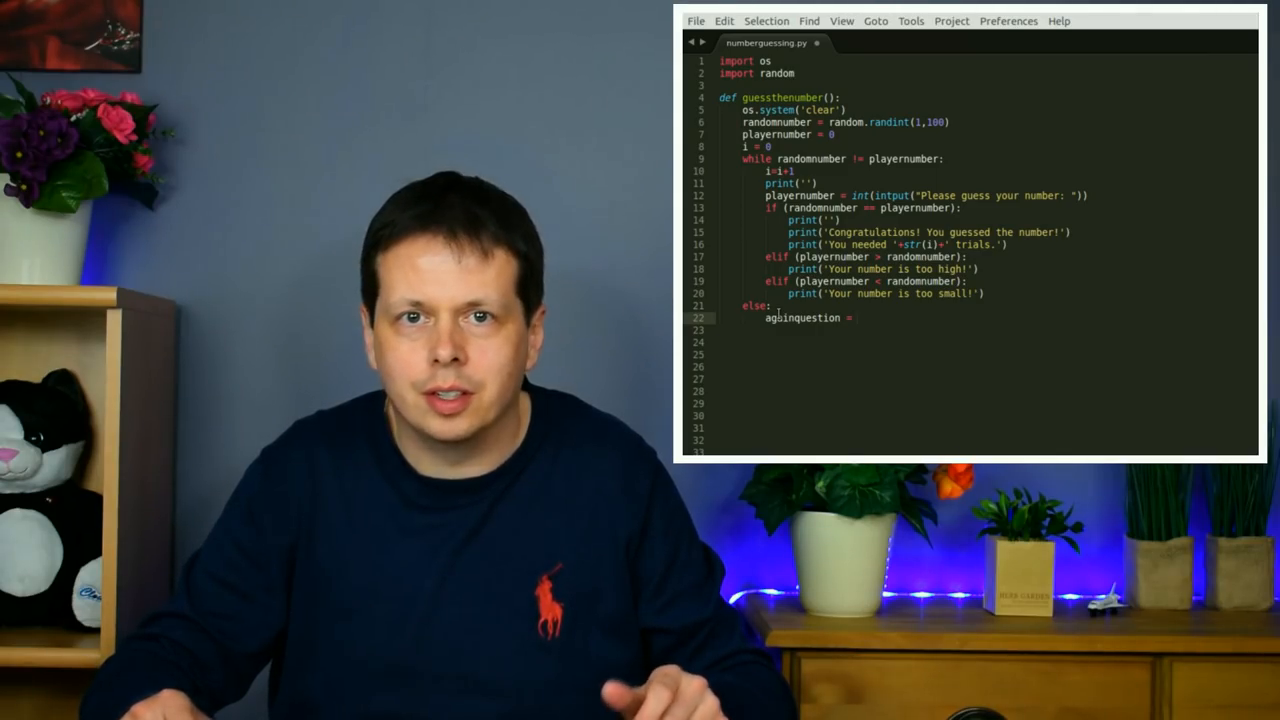 File Edit Selection Find View Goto Tools Project Preferences Help
numberguessing.py
1 import os
2 import random
3
4 def guessthenumber():
5 os.system('clear')
6 randomnumber = random.randint(1,100)
7 playernumber = 0
8 i = 0
9 while randomnumber != playernumber:
10 i=i+1
11 print('')
12 playernumber = int(intput("Please guess your number: "))
13 if (randomnumber == playernumber):
14 print('')
15 print('Congratulations! You guessed the number!')
16 print('You needed '+str(i)+' trials.')
17 elif (playernumber > randomnumber):
18 print('Your number is too high!')
19 elif (playernumber < randomnumber):
20 print('Your number is too small!')
21 else:
22 againquestion =
23
24
25
26
27
28
29
30
31
32
33
HERB GARDEN